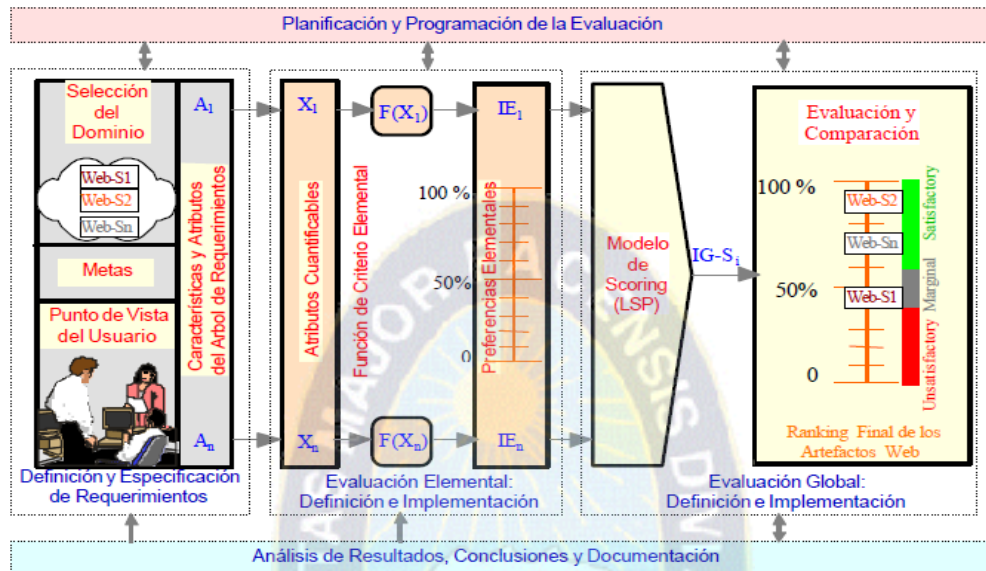 Planificación y Programación de la Evaluación
Selección del
Dominio
Web-S1
Web-S2
Web-Sn
Metas
Punto de Vista
del Usuario
A1
Características y Atributos
del Arbol de Requerimientos
An
Definición y Especificación
de Requerimientos
X1
Atributos Cuantificables
Xn
F(X1)
Función de Criterio Elemental
F(Xn)
IE1
100 %
50%
0
Preferencias Elementales
IEn
Evaluación Elemental:
Definición e Implementación
Modelo
de
Scoring
(LSP)
IG-Si
Evaluación y
Comparación
100 %
50%
0
Web-S2
Web-Sn
Web-S1
Satisfactory
Marginal
Unsatisfactory
Ranking Final de los
Artefactos Web
Evaluación Global:
Definición e Implementación
Análisis de Resultados, Conclusiones y Documentación